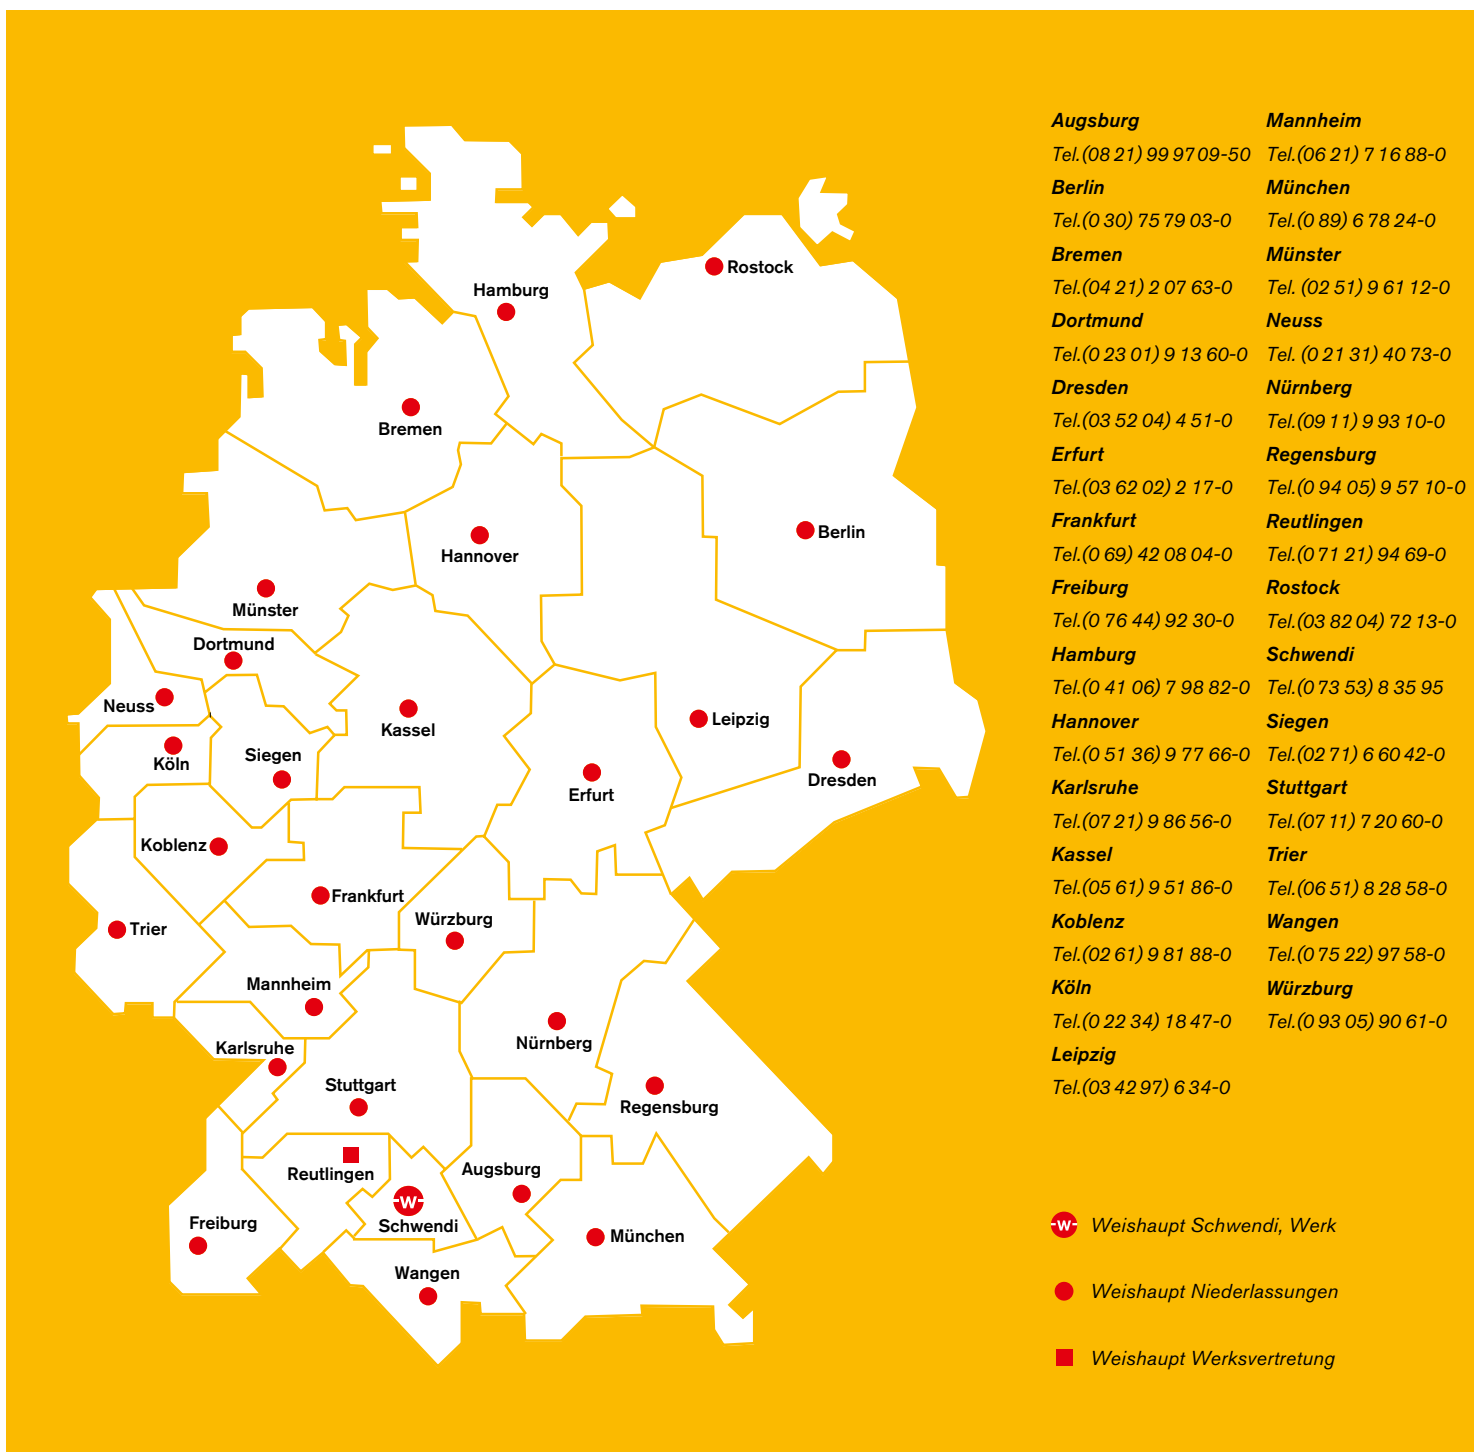 Rostock
Hamburg
Bremen
Berlin
Hannover
Münster
Dortmund
Neuss
Leipzig
Kassel
Siegen
Köln
Dresden
Erfurt
Koblenz
Frankfurt
Würzburg
Trier
Mannheim
Nürnberg
Karlsruhe
Stuttgart
Regensburg
Augsburg
Reutlingen
W
Schwendi
Freiburg
München
Wangen
Augsburg
Tel.(08 21) 99 97 09-50
Berlin
Tel.(0 30) 75 79 03-0
Bremen
Tel.(04 21) 2 07 63-0
Dortmund
Tel.(0 23 01) 9 13 60-0
Dresden
Tel.(03 52 04) 4 51-0
Erfurt
Tel.(03 62 02) 2 17-0
Frankfurt
Tel.(0 69) 42 08 04-0
Freiburg
Tel.(0 76 44) 92 30-0
Hamburg
Tel.(0 41 06) 7 98 82-0
Hannover
Tel.(0 51 36) 9 77 66-0
Karlsruhe
Tel.(07 21) 9 86 56-0
Kassel
Tel.(05 61) 9 51 86-0
Koblenz
Tel.(02 61) 9 81 88-0
Köln
Tel.(0 22 34) 18 47-0
Leipzig
Tel.(03 42 97) 6 34-0
Mannheim
Tel.(06 21) 7 16 88-0
München
Tel.(0 89) 6 78 24-0
Münster
Tel. (02 51) 9 61 12-0
Neuss
Tel. (0 21 31) 40 73-0
Nürnberg
Tel.(09 11) 9 93 10-0
Regensburg
Tel.(0 94 05) 9 57 10-0
Reutlingen
Tel.(0 71 21) 94 69-0
Rostock
Tel.(03 82 04) 72 13-0
Schwendi
Tel.(0 73 53) 8 35 95
Siegen
Tel.(02 71) 6 60 42-0
Stuttgart
Tel.(07 11) 7 20 60-0
Trier
Tel.(06 51) 8 28 58-0
Wangen
Tel.(0 75 22) 97 58-0
Würzburg
Tel.(0 93 05) 90 61-0
W Weishaupt Schwendi, Werk
Weishaupt Niederlassungen
Weishaupt Werksvertretung